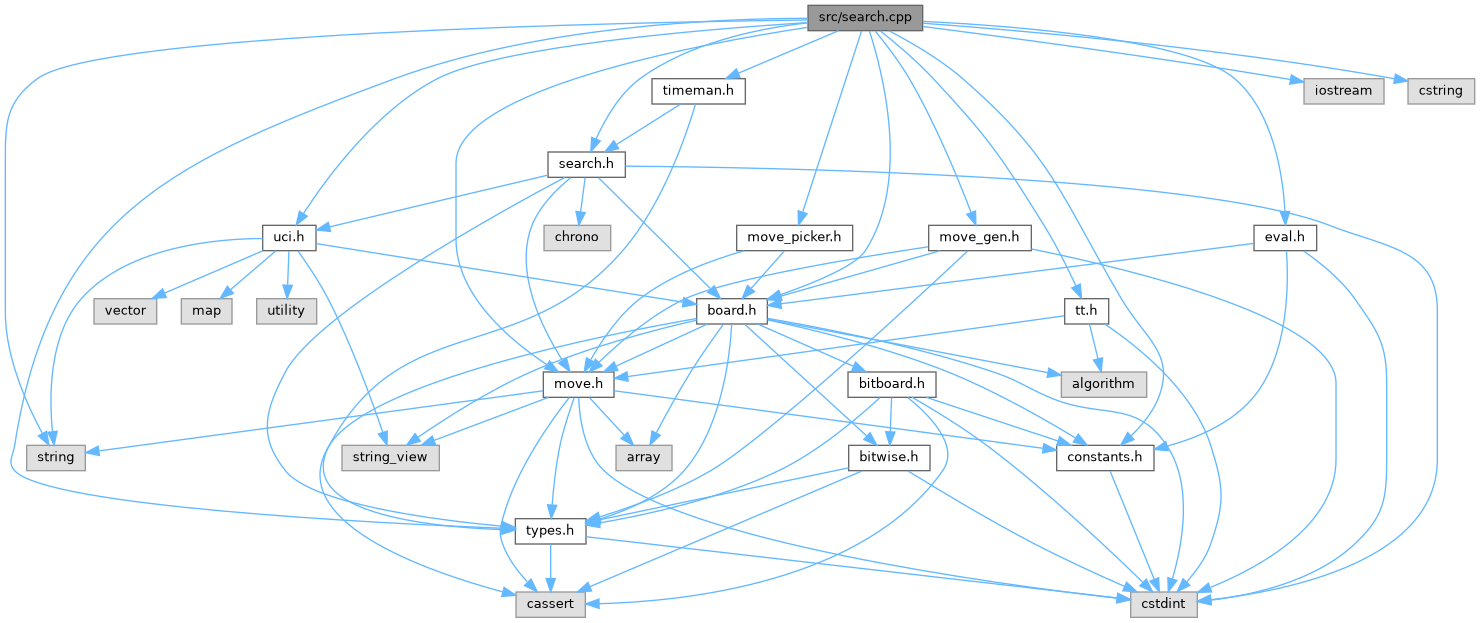 src/search.cpp
timeman.h
iostream
cstring
search.h
uci.h
chrono
move_picker.h
move_gen.h
eval.h
vector
map
utility
board.h
tt.h
move.h
bitboard.h
algorithm
string
string_view
array
bitwise.h
constants.h
types.h
cassert
cstdint